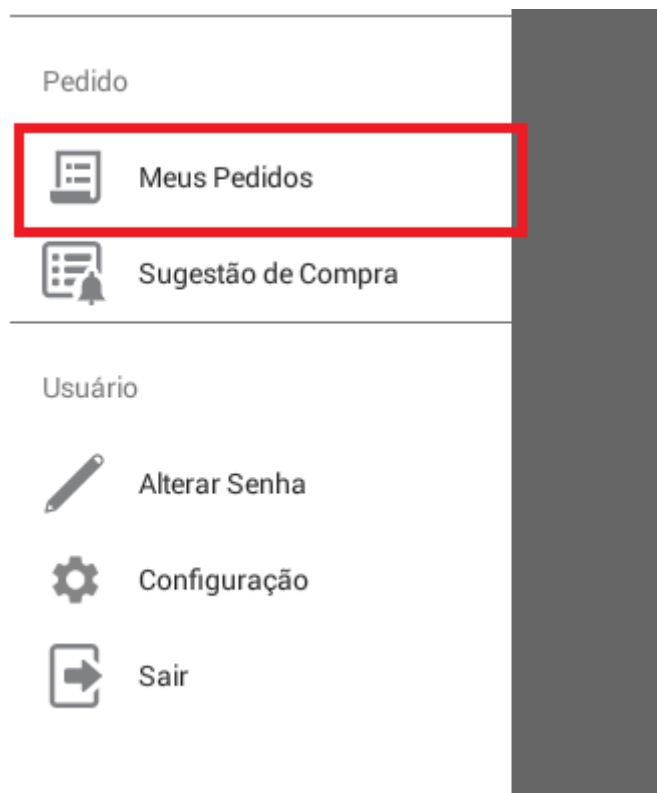 Pedido
Meus Pedidos
Sugestão de Compra
Usuário
Alterar Senha
Configuração
Sair